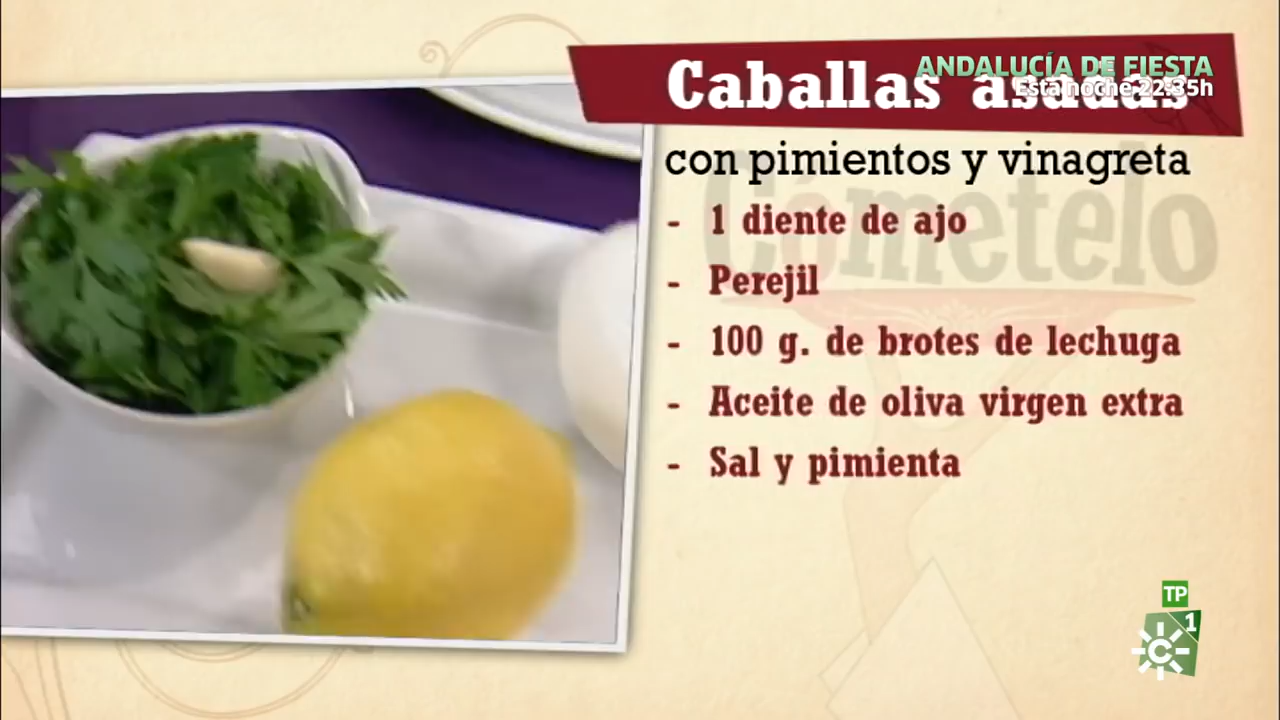 ANDALUCÍA DE FIESTA
Esta noche 22:35h
Caballas asadas
con pimientos y vinagreta
Cómetelo
- 1 diente de ajo
- Perejil
- 100 g. de brotes de lechuga
- Aceite de oliva virgen extra
- Sal y pimienta
TP
1